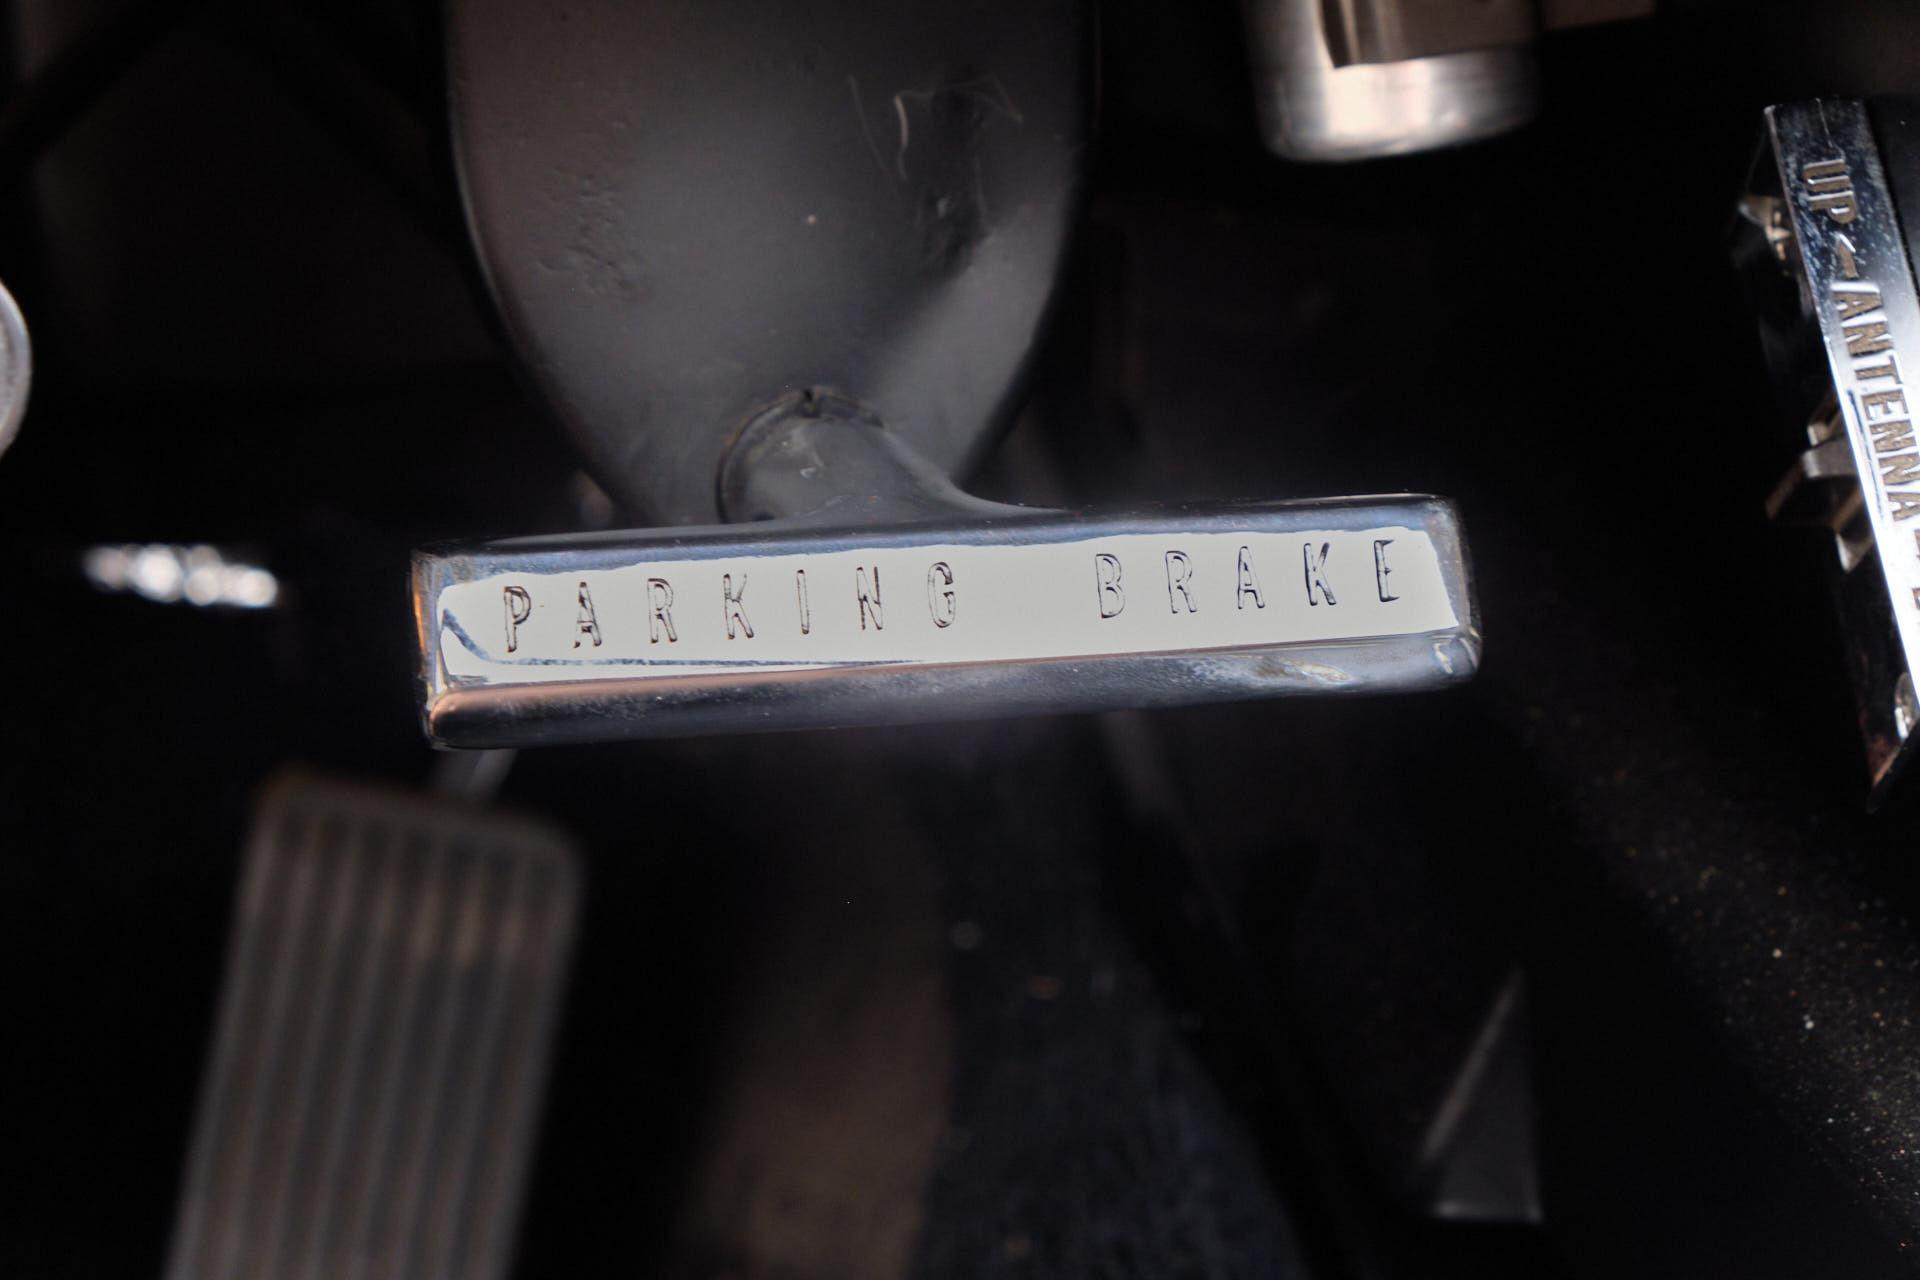 PARKING BRAKE
UP ← ANTENNA